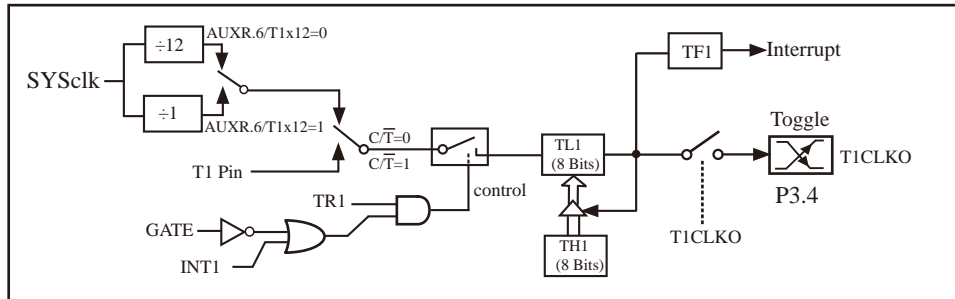 SYSclk
÷12
AUXR.6/T1x12=0
÷1
AUXR.6/T1x12=1
T1 Pin
C/T̅=0
C/T̅=1
control
TR1
GATE
INT1
TL1
(8 Bits)
TH1
(8 Bits)
TF1
Interrupt
Toggle
T1CLKO
P3.4
T1CLKO